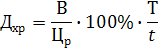 Дхр = В/Цр · 100% · Т/t